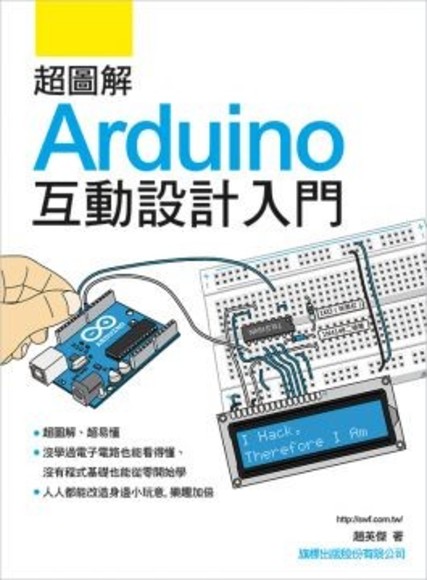 超圖解
Arduino
互動設計入門
ARDUINO
I Hack,
Therefore I Am
超圖解、超易懂
沒學過電子電路也能看得懂、
沒有程式基礎也能從零開始學
人人都能改造身邊小玩意, 樂趣加倍
http://swf.com.tw/
趙英傑 著
旗標出版股份有限公司